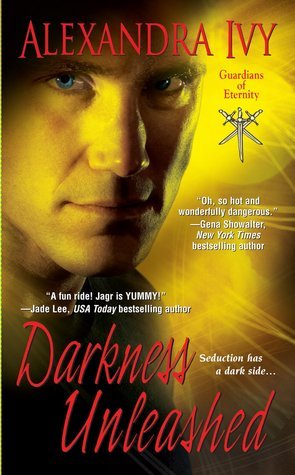 ALEXANDRA IVY
Guardians
of
Eternity
"Oh, so hot and
wonderfully dangerous."
—Gena Showalter,
New York Times
bestselling author
"A fun ride! Jagr is YUMMY!"
—Jade Lee, USA Today bestselling author
Darkness
Seduction has
a dark side...
Unleashed